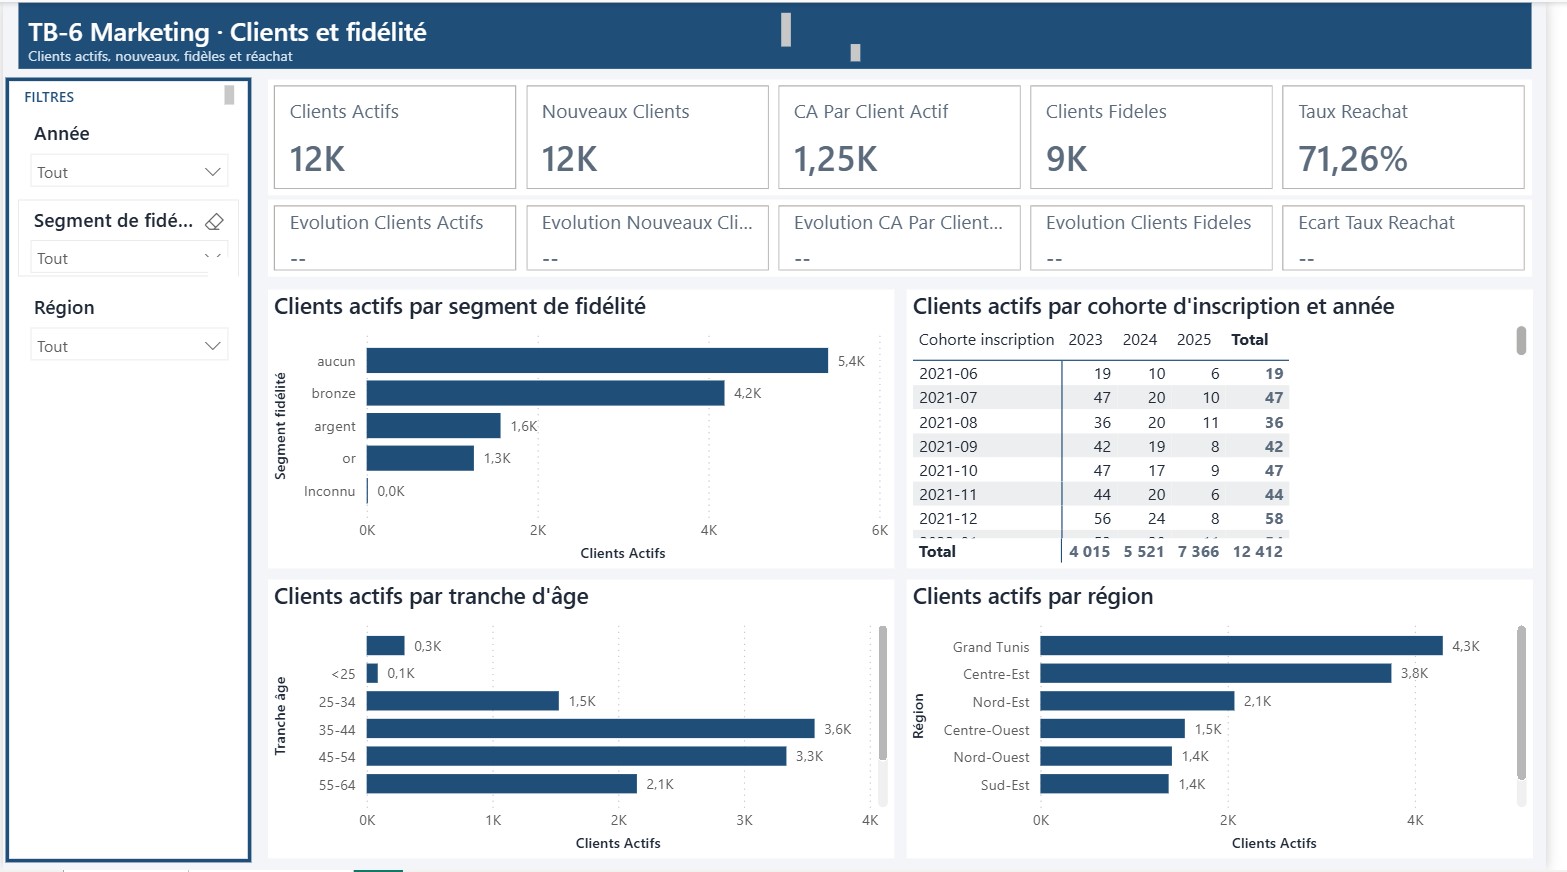 TB-6 Marketing · Clients et fidélité
Clients actifs, nouveaux, fidèles et réachat
FILTRES
Année
Tout
Segment de fidé...
Tout
Région
Tout
Clients Actifs
12K
Nouveaux Clients
12K
CA Par Client Actif
1,25K
Clients Fideles
9K
Taux Reachat
71,26%
Evolution Clients Actifs
--
Evolution Nouveaux Cli...
--
Evolution CA Par Client...
--
Evolution Clients Fideles
--
Ecart Taux Reachat
--
Clients actifs par segment de fidélité
Segment fidélité
aucun 5,4K
bronze 4,2K
argent 1,6K
or 1,3K
Inconnu 0,0K
0K 2K 4K 6K
Clients Actifs
Clients actifs par cohorte d'inscription et année
Cohorte inscription 2023 2024 2025 Total
2021-06 19 10 6 19
2021-07 47 20 10 47
2021-08 36 20 11 36
2021-09 42 19 8 42
2021-10 47 17 9 47
2021-11 44 20 6 44
2021-12 56 24 8 58
Total 4 015 5 521 7 366 12 412
Clients actifs par tranche d'âge
Tranche âge
0,3K
<25 0,1K
25-34 1,5K
35-44 3,6K
45-54 3,3K
55-64 2,1K
0K 1K 2K 3K 4K
Clients Actifs
Clients actifs par région
Région
Grand Tunis 4,3K
Centre-Est 3,8K
Nord-Est 2,1K
Centre-Ouest 1,5K
Nord-Ouest 1,4K
Sud-Est 1,4K
0K 2K 4K
Clients Actifs